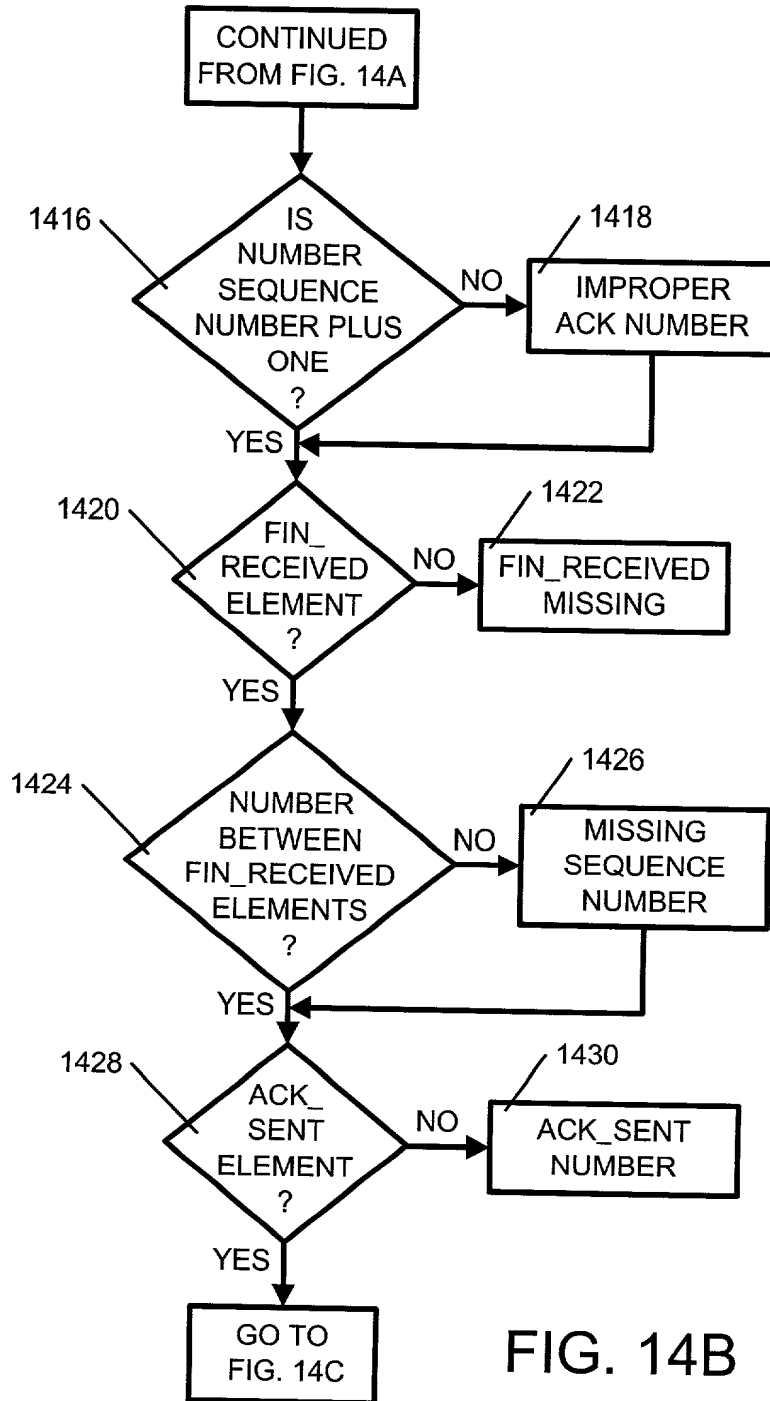 CONTINUED
FROM FIG. 14A
1416
IS
NUMBER
SEQUENCE
NUMBER PLUS
ONE
?
NO
1418
IMPROPER
ACK NUMBER
YES
1420
FIN_
RECEIVED
ELEMENT
?
NO
1422
FIN_RECEIVED
MISSING
YES
1424
NUMBER
BETWEEN
FIN_RECEIVED
ELEMENTS
?
NO
1426
MISSING
SEQUENCE
NUMBER
YES
1428
ACK_
SENT
ELEMENT
?
NO
1430
ACK_SENT
NUMBER
YES
GO TO
FIG. 14C
FIG. 14B